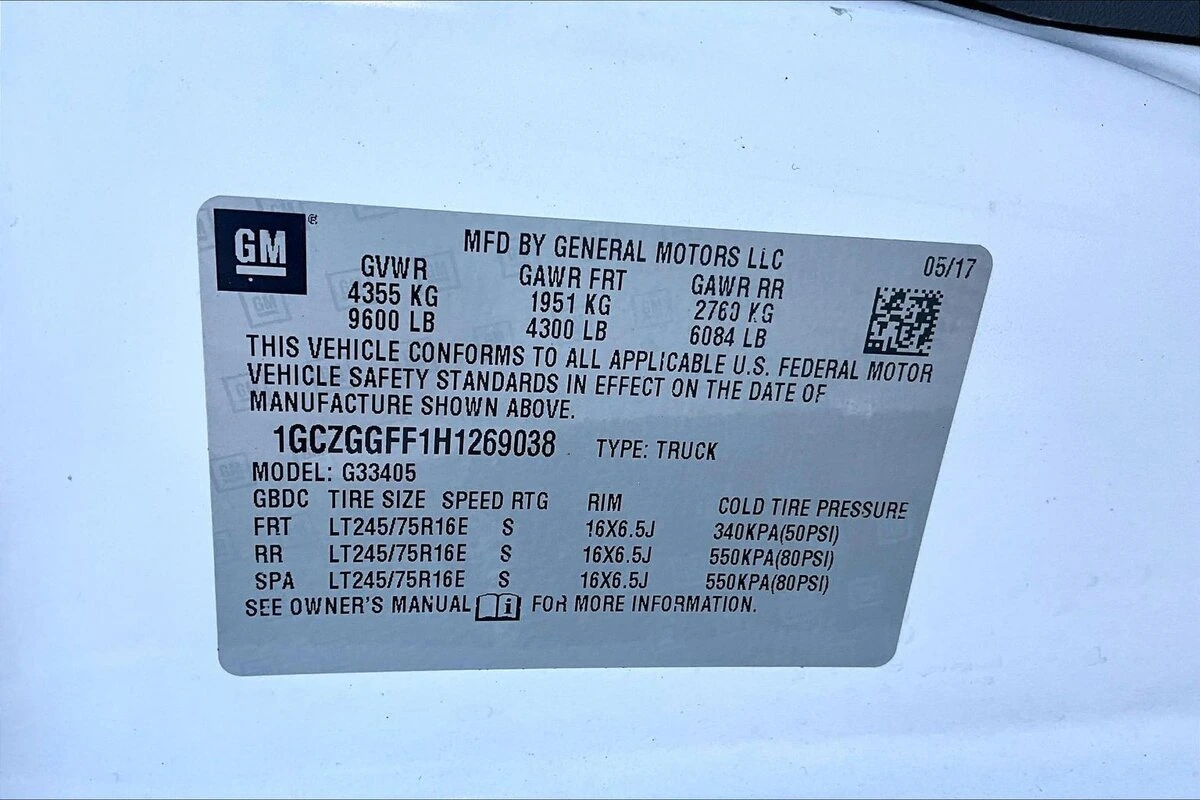 GM ®
MFD BY GENERAL MOTORS LLC 05/17
GVWR GAWR FRT GAWR RR
4355 KG 1951 KG 2760 KG
9600 LB 4300 LB 6084 LB
THIS VEHICLE CONFORMS TO ALL APPLICABLE U.S. FEDERAL MOTOR
VEHICLE SAFETY STANDARDS IN EFFECT ON THE DATE OF
MANUFACTURE SHOWN ABOVE.
1GCZGGFF1H1269038 TYPE: TRUCK
MODEL: G33405
GBDC TIRE SIZE SPEED RTG RIM COLD TIRE PRESSURE
FRT LT245/75R16E S 16X6.5J 340KPA(50PSI)
RR LT245/75R16E S 16X6.5J 550KPA(80PSI)
SPA LT245/75R16E S 16X6.5J 550KPA(80PSI)
SEE OWNER'S MANUAL i FOR MORE INFORMATION.